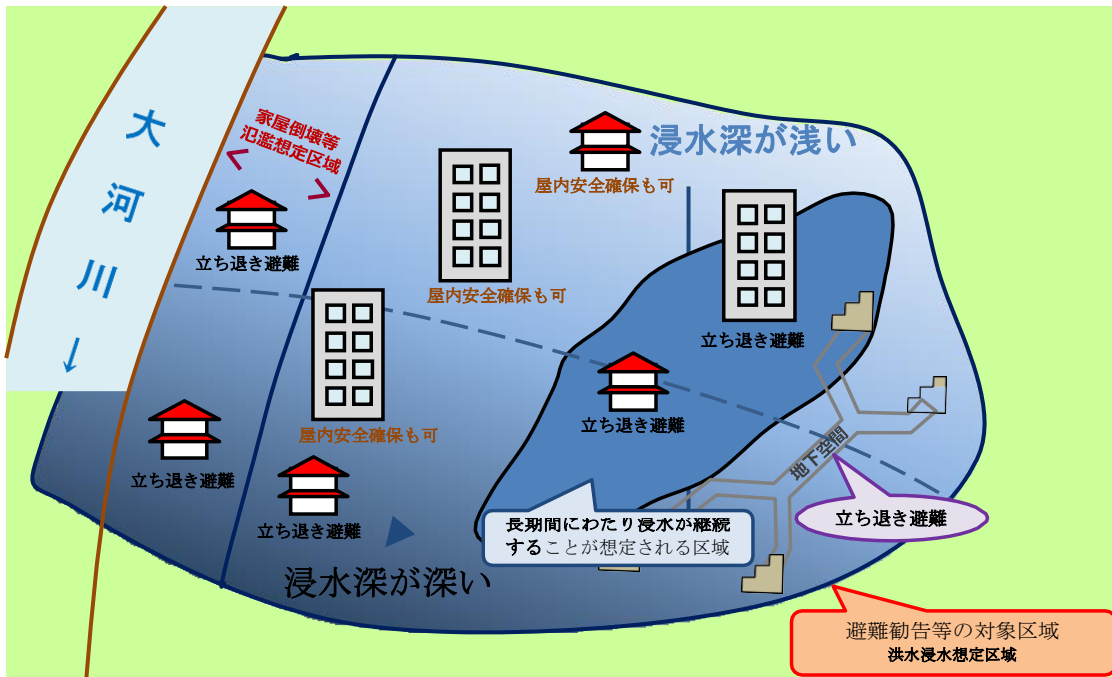 大河川
↓
家屋倒壊等
氾濫想定区域
浸水深が浅い
屋内安全確保も可
立ち退き避難
屋内安全確保も可
立ち退き避難
屋内安全確保も可
立ち退き避難
立ち退き避難
立ち退き避難
地下空間
立ち退き避難
長期間にわたり浸水が継続
することが想定される区域
浸水深が深い
避難勧告等の対象区域
洪水浸水想定区域